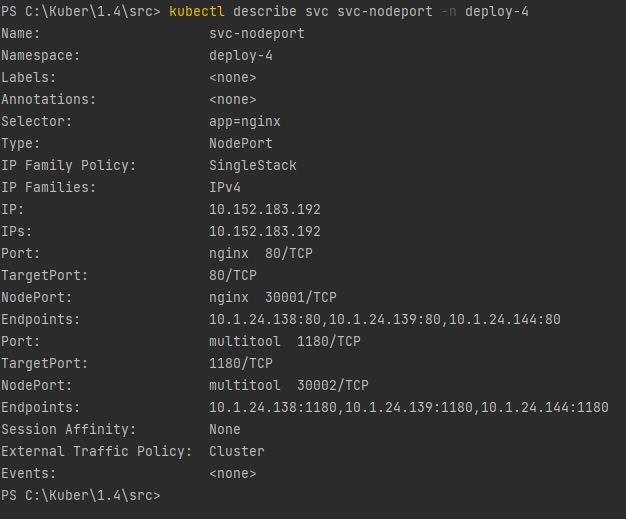 PS C:\Kuber\1.4\src> kubectl describe svc svc-nodeport -n deploy-4
Name:                     svc-nodeport
Namespace:                deploy-4
Labels:                   <none>
Annotations:              <none>
Selector:                 app=nginx
Type:                     NodePort
IP Family Policy:         SingleStack
IP Families:              IPv4
IP:                       10.152.183.192
IPs:                      10.152.183.192
Port:                     nginx  80/TCP
TargetPort:               80/TCP
NodePort:                 nginx  30001/TCP
Endpoints:                10.1.24.138:80,10.1.24.139:80,10.1.24.144:80
Port:                     multitool  1180/TCP
TargetPort:               1180/TCP
NodePort:                 multitool  30002/TCP
Endpoints:                10.1.24.138:1180,10.1.24.139:1180,10.1.24.144:1180
Session Affinity:         None
External Traffic Policy:  Cluster
Events:                   <none>
PS C:\Kuber\1.4\src>